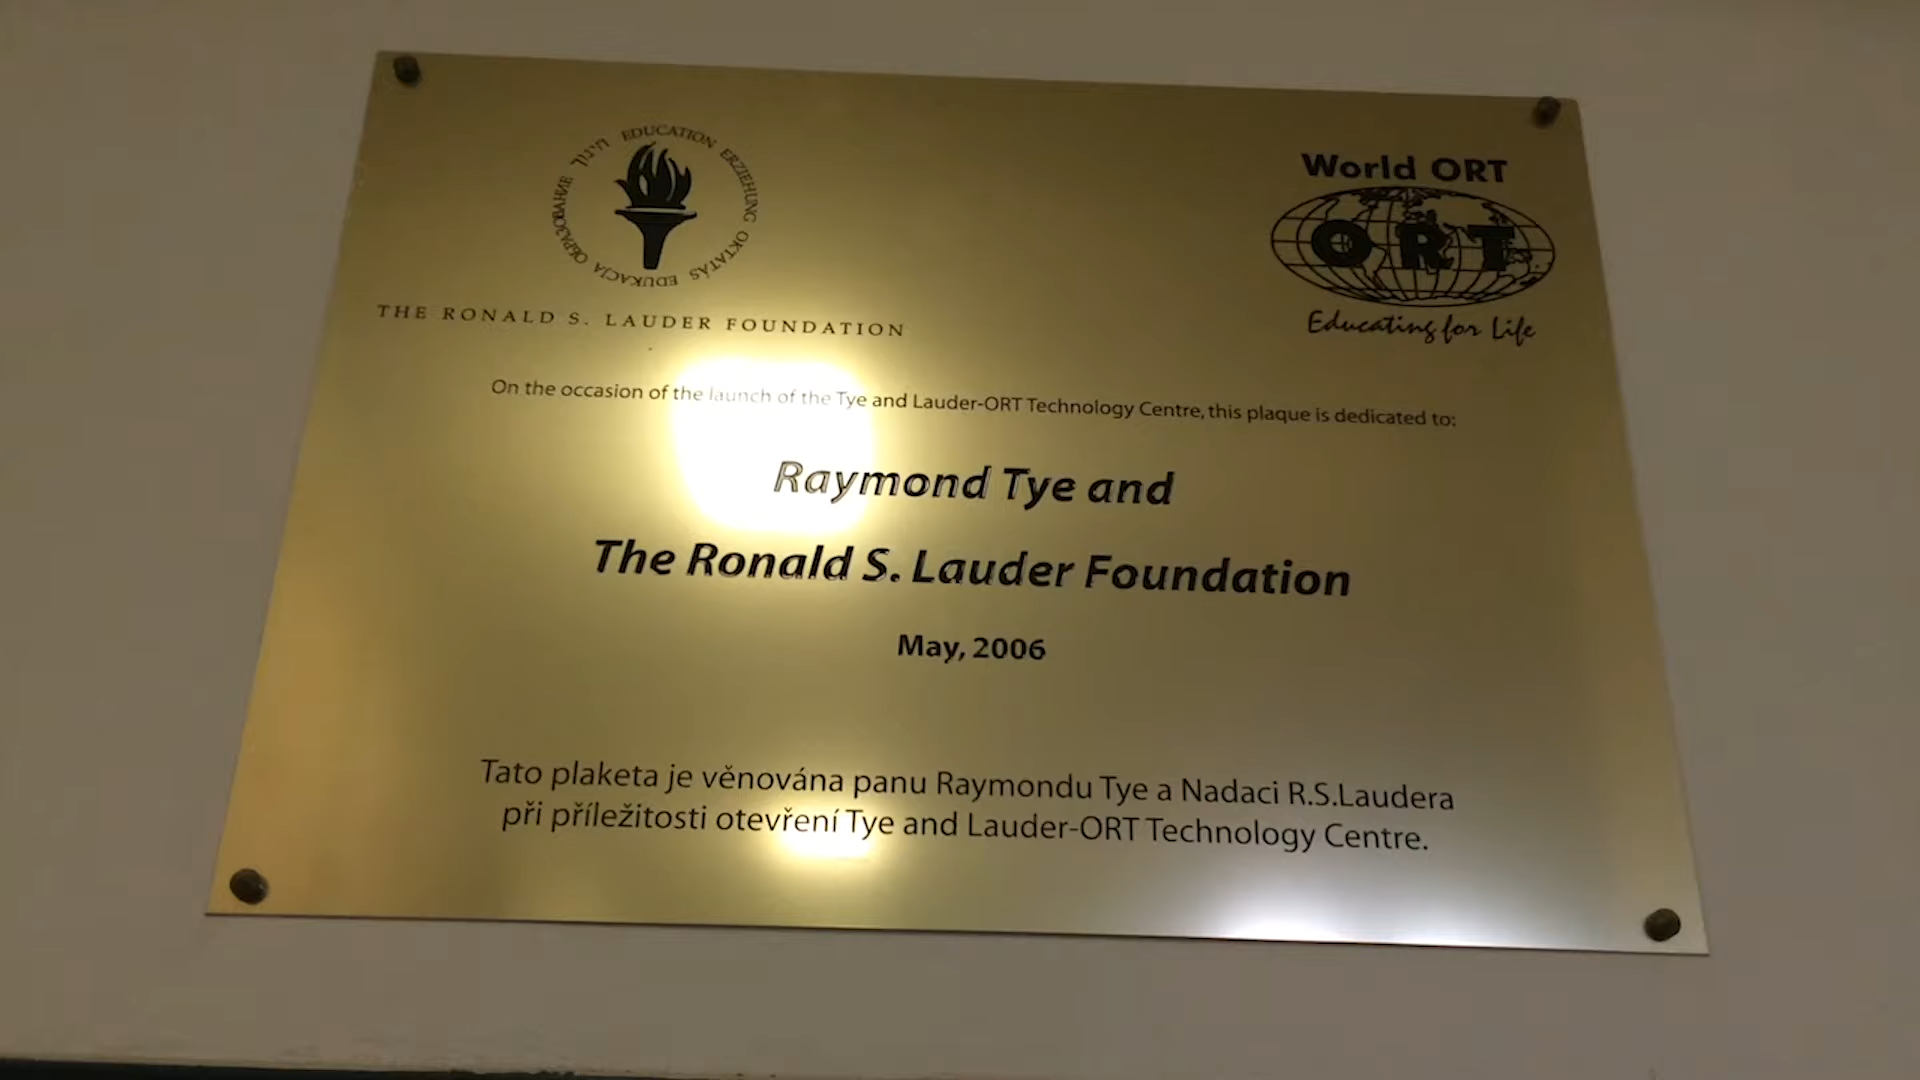 חינוך EDUCATION ERZIEHUNG OKTATÁS EDUKACJA ОБРАЗОВАНИЕ
THE RONALD S. LAUDER FOUNDATION
World ORT
ORT
Educating for Life
On the occasion of the launch of the Tye and Lauder-ORT Technology Centre, this plaque is dedicated to:
Raymond Tye and
The Ronald S. Lauder Foundation
May, 2006
Tato plaketa je věnována panu Raymondu Tye a Nadaci R.S.Laudera
při příležitosti otevření Tye and Lauder-ORT Technology Centre.